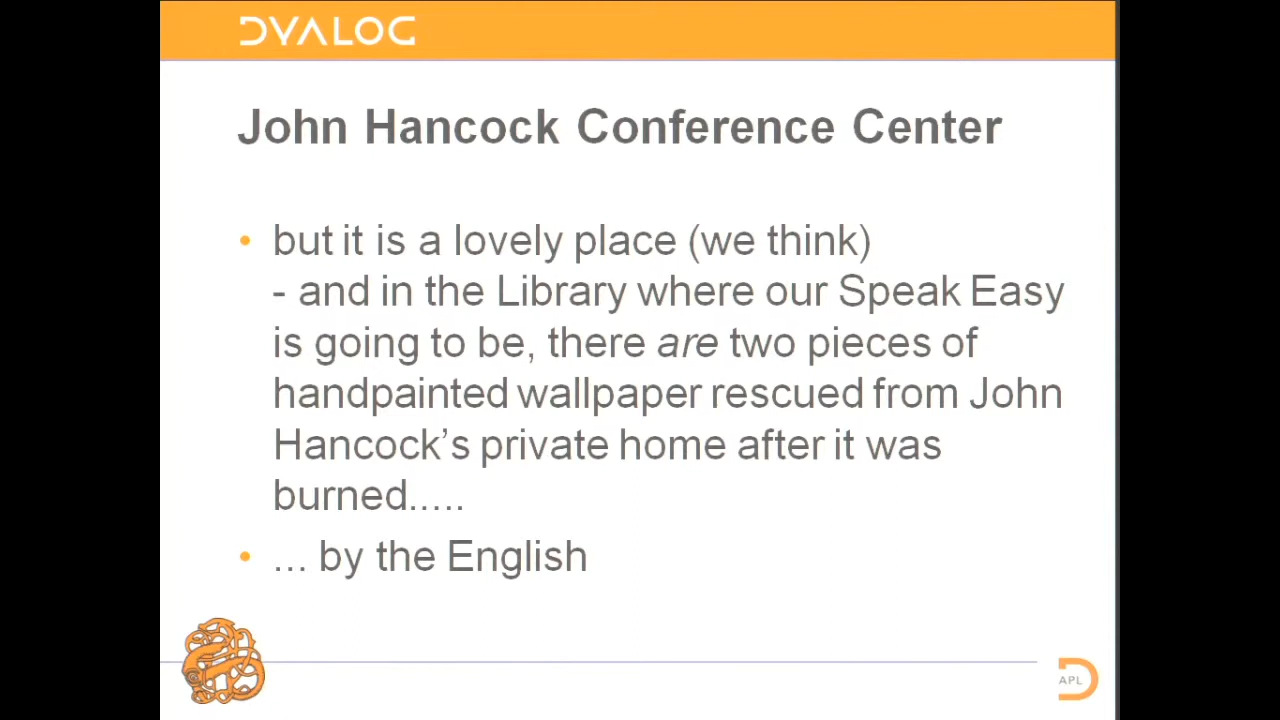 DYALOG
John Hancock Conference Center
• but it is a lovely place (we think)
- and in the Library where our Speak Easy
is going to be, there are two pieces of
handpainted wallpaper rescued from John
Hancock’s private home after it was
burned.....
• ... by the English
APL